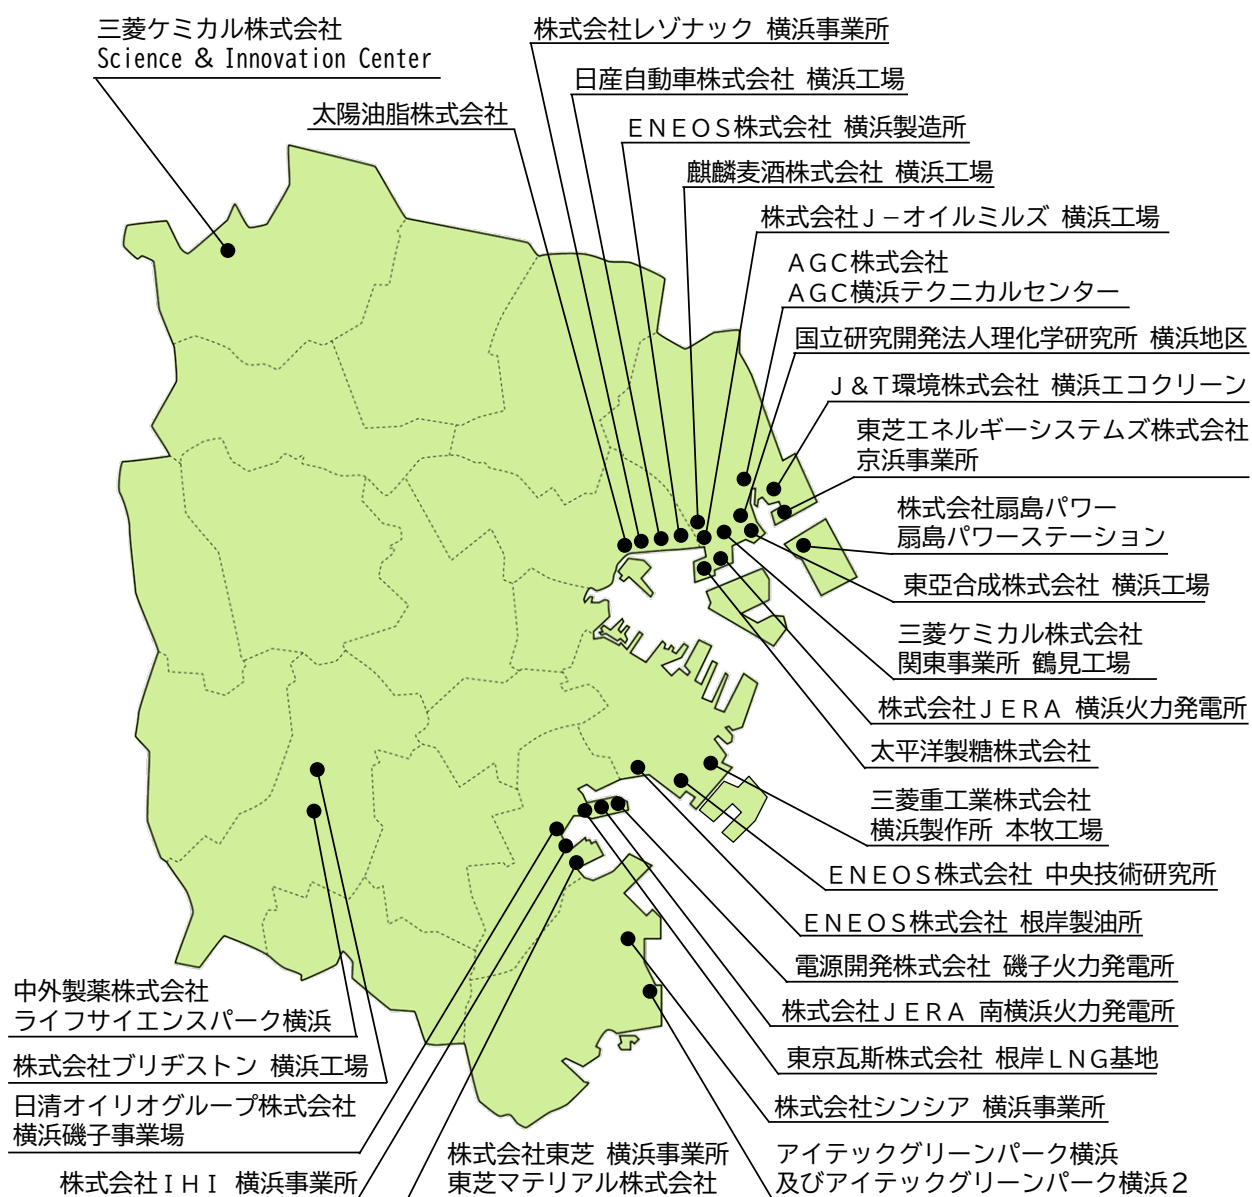 三菱ケミカル株式会社
Science & Innovation Center
株式会社レゾナック 横浜事業所
日産自動車株式会社 横浜工場
太陽油脂株式会社
ＥＮＥＯＳ株式会社 横浜製造所
麒麟麦酒株式会社 横浜工場
株式会社Ｊ－オイルミルズ 横浜工場
ＡＧＣ株式会社
ＡＧＣ横浜テクニカルセンター
国立研究開発法人理化学研究所 横浜地区
Ｊ＆Ｔ環境株式会社 横浜エコクリーン
東芝エネルギーシステムズ株式会社
京浜事業所
株式会社扇島パワー
扇島パワーステーション
東亞合成株式会社 横浜工場
三菱ケミカル株式会社
関東事業所 鶴見工場
株式会社ＪＥＲＡ 横浜火力発電所
太平洋製糖株式会社
三菱重工業株式会社
横浜製作所 本牧工場
ＥＮＥＯＳ株式会社 中央技術研究所
ＥＮＥＯＳ株式会社 根岸製油所
電源開発株式会社 磯子火力発電所
株式会社ＪＥＲＡ 南横浜火力発電所
東京瓦斯株式会社 根岸ＬＮＧ基地
株式会社シンシア 横浜事業所
アイテックグリーンパーク横浜
及びアイテックグリーンパーク横浜２
中外製薬株式会社
ライフサイエンスパーク横浜
株式会社ブリヂストン 横浜工場
日清オイリオグループ株式会社
横浜磯子事業場
株式会社ＩＨＩ 横浜事業所
株式会社東芝 横浜事業所
東芝マテリアル株式会社